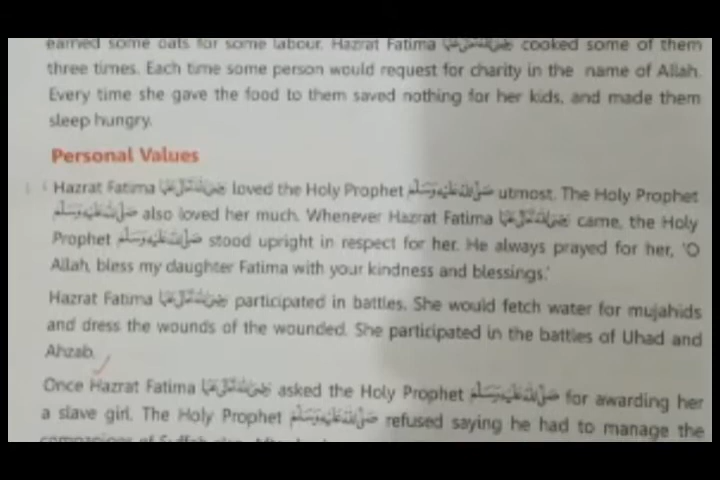 earned some oats for some labour. Hazrat Fatima رضی اللہ تعالیٰ عنہا cooked some of them
three times. Each time some person would request for charity in the name of Allah.
Every time she gave the food to them saved nothing for her kids, and made them
sleep hungry.
Personal Values
Hazrat Fatima رضی اللہ تعالیٰ عنہا loved the Holy Prophet صلی اللہ علیہ وسلم utmost. The Holy Prophet
صلی اللہ علیہ وسلم also loved her much. Whenever Hazrat Fatima رضی اللہ تعالیٰ عنہا came, the Holy
Prophet صلی اللہ علیہ وسلم stood upright in respect for her. He always prayed for her, 'O
Allah, bless my daughter Fatima with your kindness and blessings.'
Hazrat Fatima رضی اللہ تعالیٰ عنہا participated in battles. She would fetch water for mujahids
and dress the wounds of the wounded. She participated in the battles of Uhad and
Ahzab.
Once Hazrat Fatima رضی اللہ تعالیٰ عنہا asked the Holy Prophet صلی اللہ علیہ وسلم for awarding her
a slave girl. The Holy Prophet صلی اللہ علیہ وسلم refused saying he had to manage the
companions of Suffah